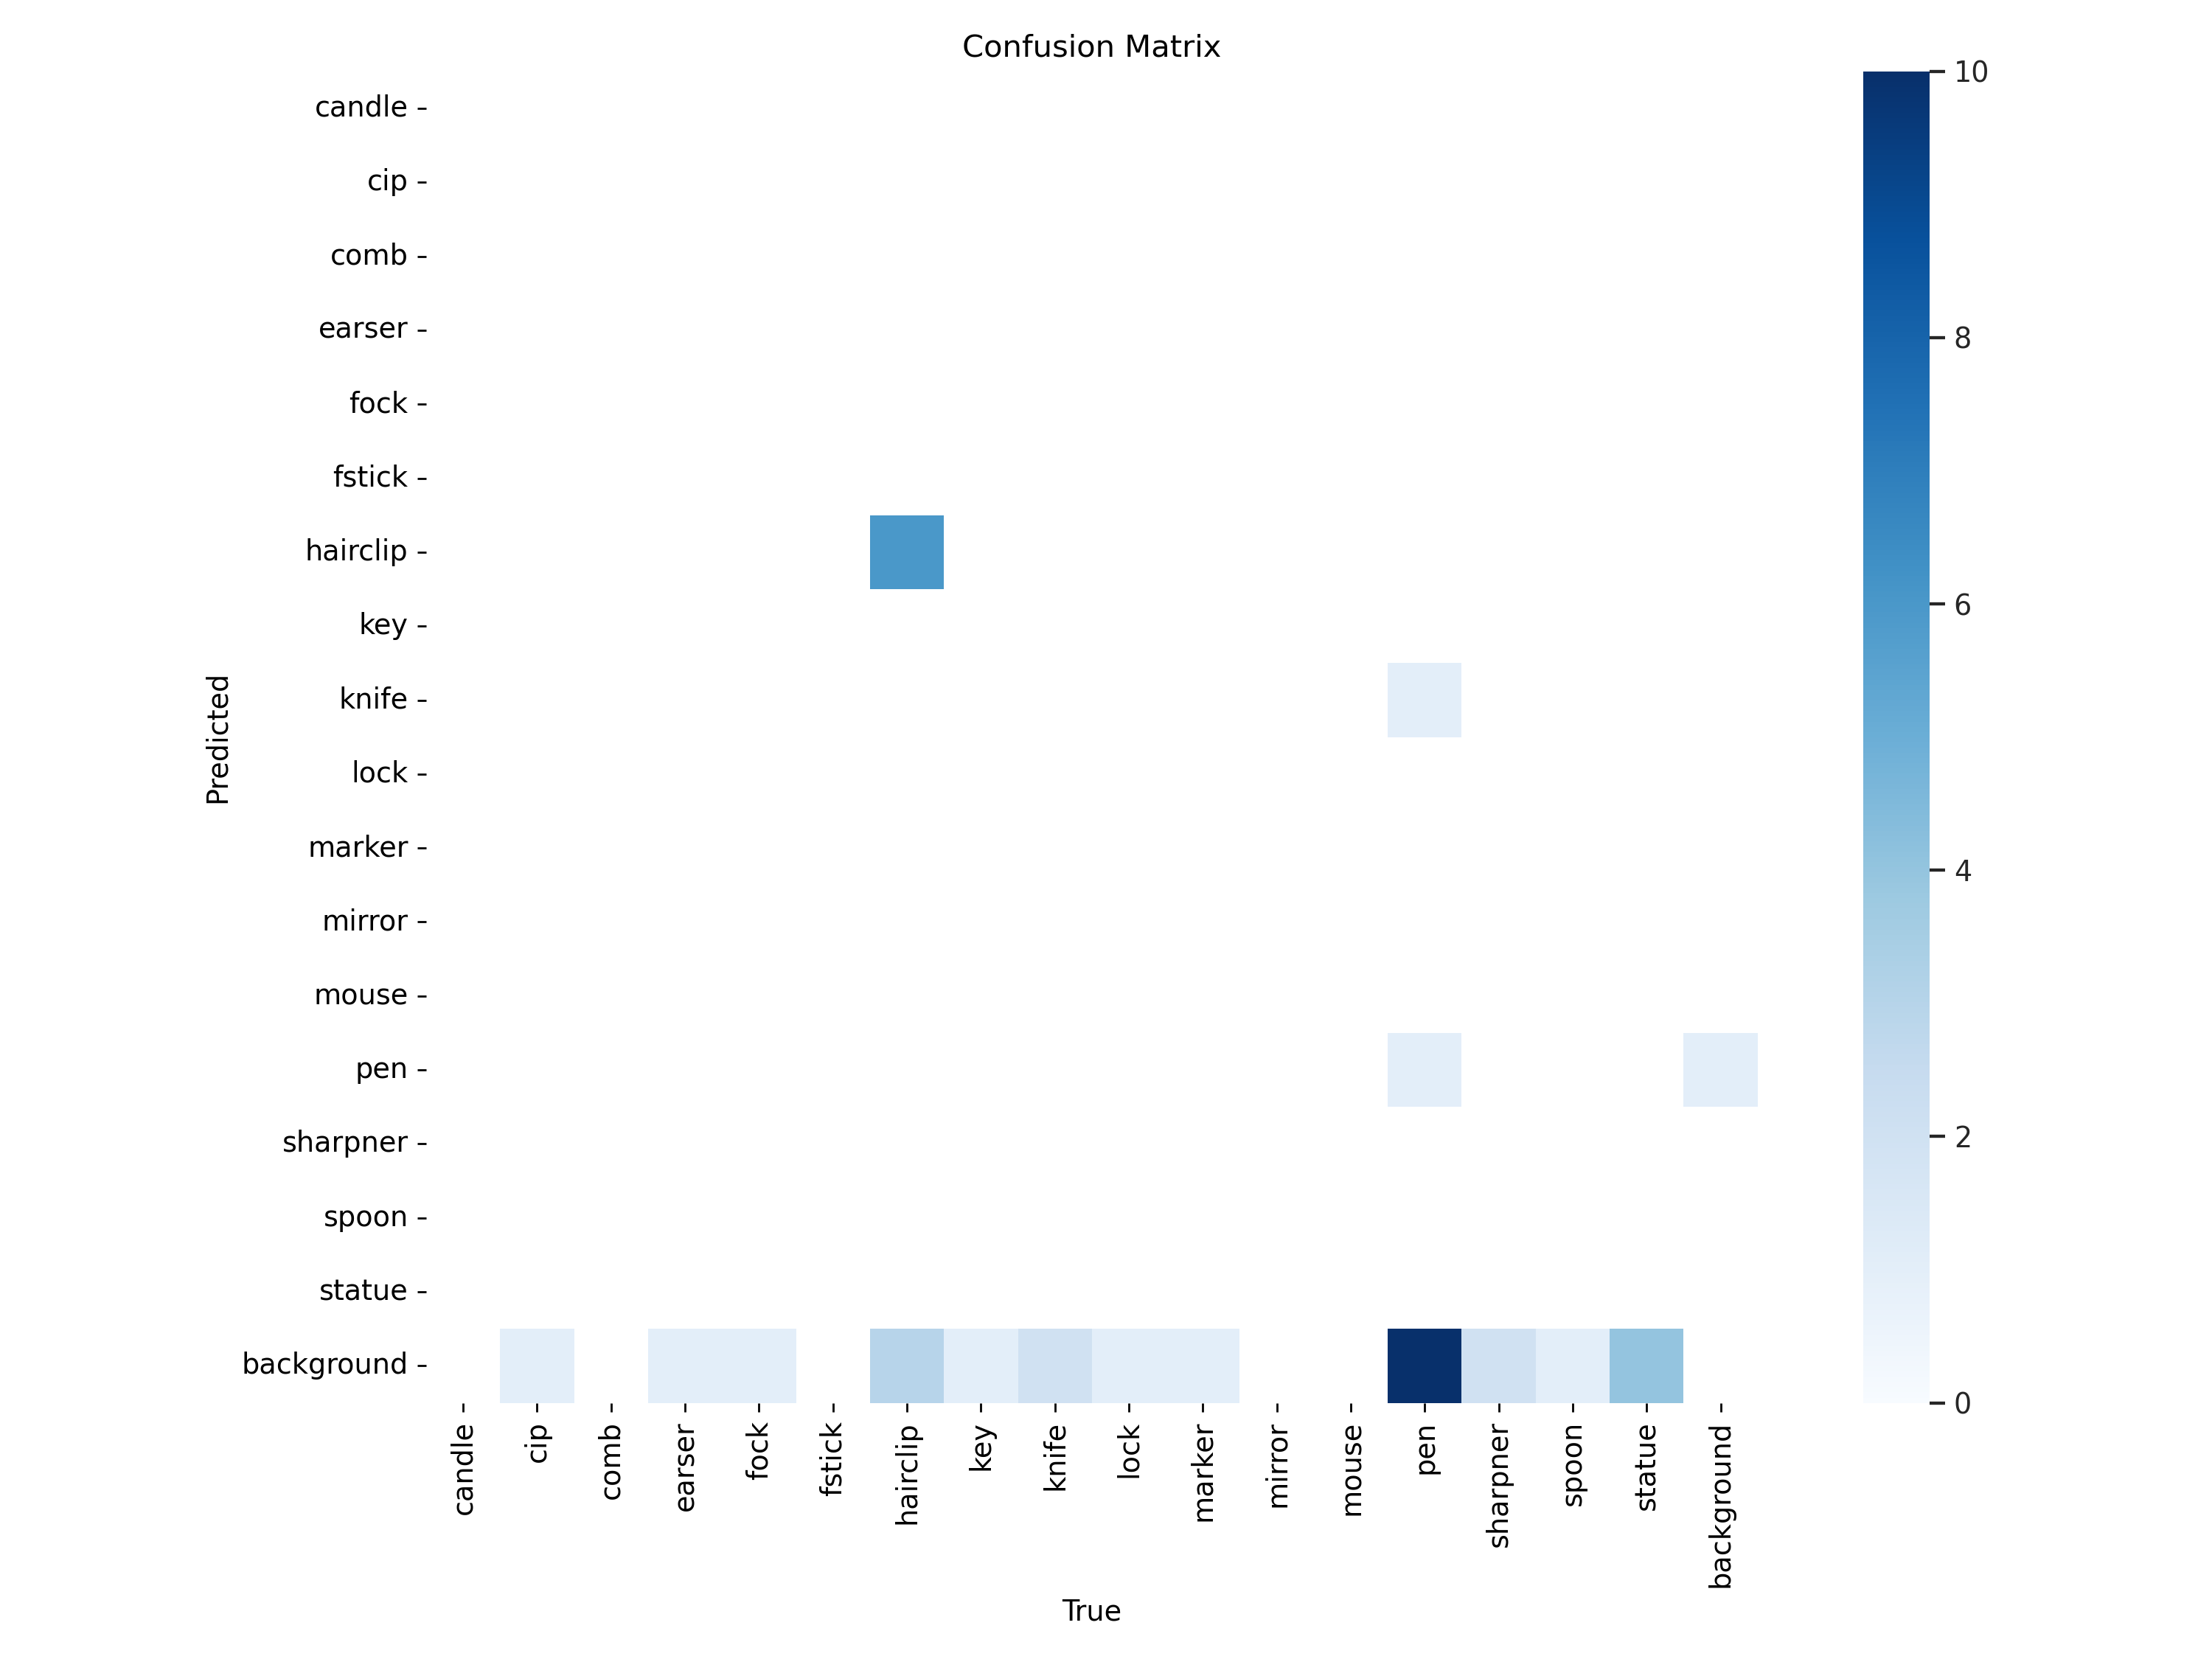 Confusion Matrix
candle
cip
comb
earser
fock
fstick
hairclip
key
knife
lock
marker
mirror
mouse
pen
sharpner
spoon
statue
background
Predicted
candle
cip
comb
earser
fock
fstick
hairclip
key
knife
lock
marker
mirror
mouse
pen
sharpner
spoon
statue
background
True
10
8
6
4
2
0